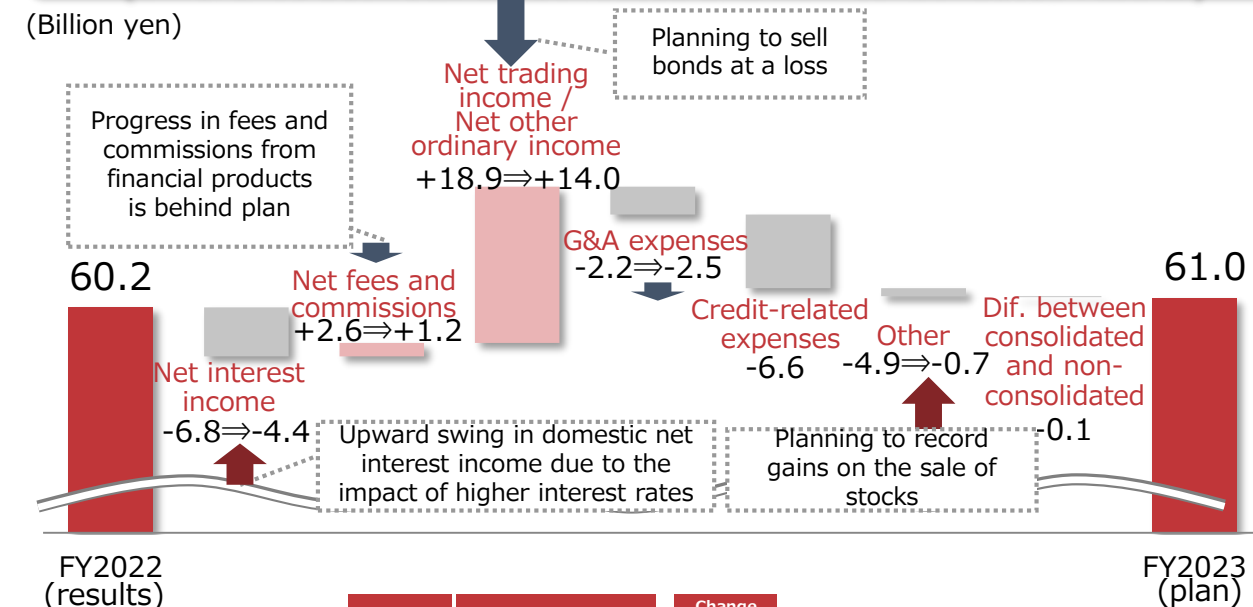 (Billion yen)
Planning to sell
bonds at a loss
Net trading
income /
Net other
ordinary income
+18.9⇒+14.0
Progress in fees and
commissions from
financial products
is behind plan
60.2
Net fees and
commissions
+2.6⇒+1.2
G&A expenses
-2.2⇒-2.5
61.0
Credit-related
expenses
-6.6
Other
-4.9⇒-0.7
Dif. between
consolidated
and non-
consolidated
-0.1
Net interest
income
-6.8⇒-4.4
Upward swing in domestic net
interest income due to the
impact of higher interest rates
Planning to record
gains on the sale of
stocks
FY2022
(results)
FY2023
(plan)
Change